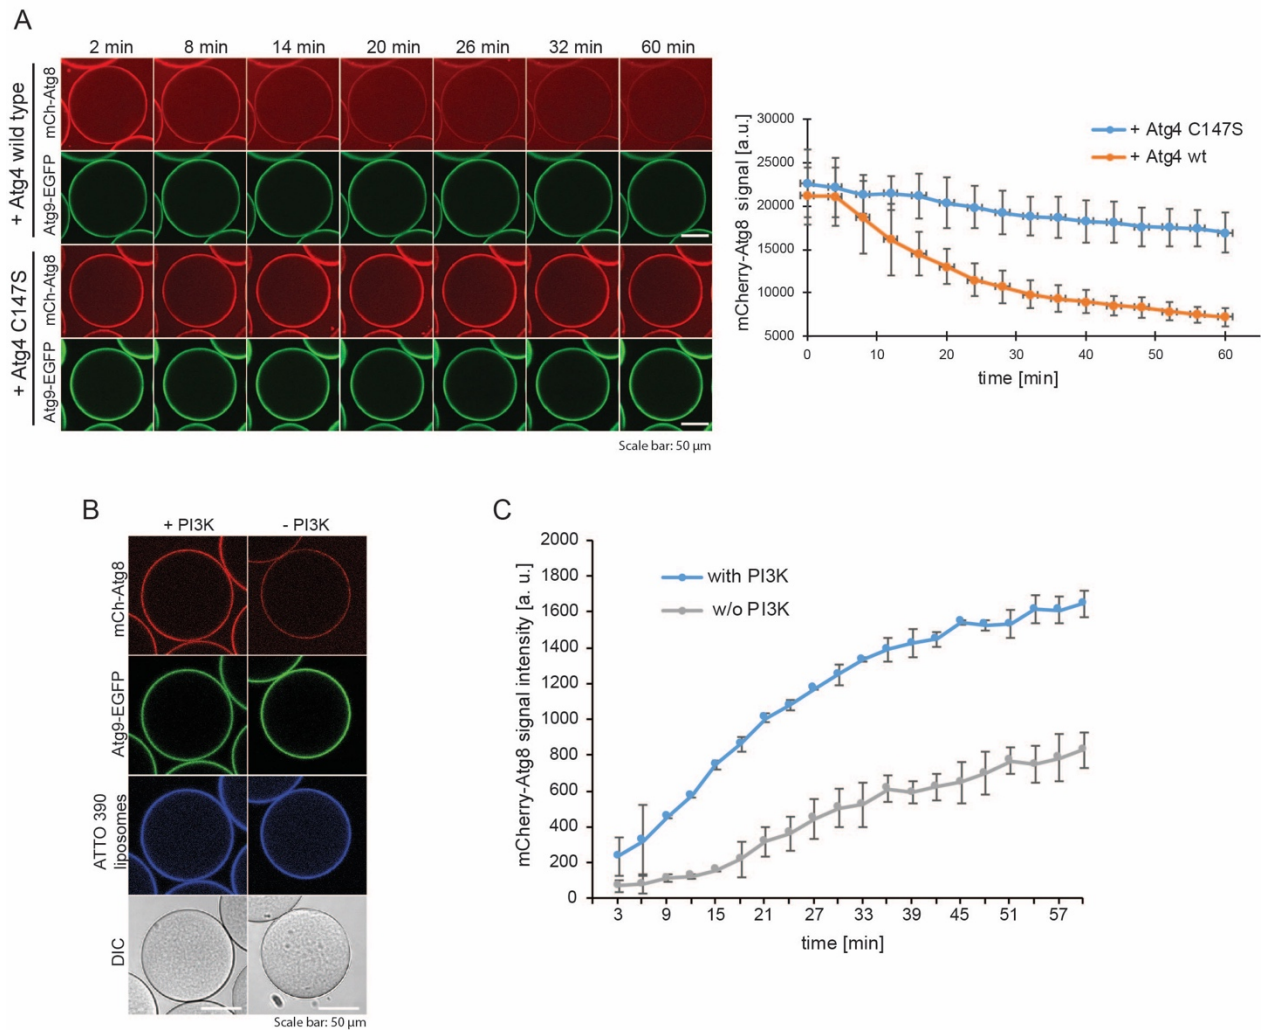 A
2 min 8 min 14 min 20 min 26 min 32 min 60 min
+ Atg4 wild type
mCh-Atg8
Atg9-EGFP
+ Atg4 C147S
mCh-Atg8
Atg9-EGFP
Scale bar: 50 µm
mCherry-Atg8 signal [a.u.]
30000
25000
20000
15000
10000
5000
+ Atg4 C147S
+ Atg4 wt
0 10 20 30 40 50 60
time [min]
B
+ PI3K - PI3K
mCh-Atg8
Atg9-EGFP
ATTO 390
liposomes
DIC
Scale bar: 50 µm
C
mCherry-Atg8 signal intensity [a. u.]
2000
1800
1600
1400
1200
1000
800
600
400
200
0
with PI3K
w/o PI3K
3 9 15 21 27 33 39 45 51 57
time [min]